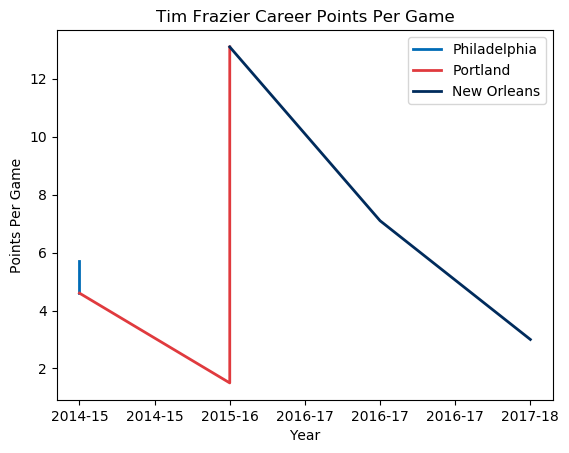 Tim Frazier Career Points Per Game
Philadelphia
Portland
New Orleans
Points Per Game
12
10
8
6
4
2
2014-15 2014-15 2015-16 2016-17 2016-17 2016-17 2017-18
Year